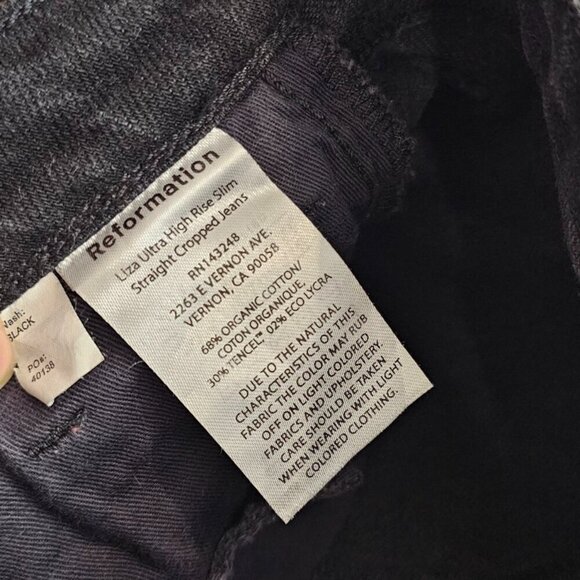 Reformation
Liza Ultra High Rise Slim
Straight Cropped Jeans
RN143248
2263 E VERNON AVE.
VERNON, CA 90058
68% ORGANIC COTTON/
COTON ORGANIQUE,
30% TENCEL™ 02% ECO LYCRA
DUE TO THE NATURAL
CHARACTERISTICS OF THIS
FABRIC THE COLOR MAY RUB
OFF ON LIGHT COLORED
FABRICS AND UPHOLSTERY.
CARE SHOULD BE TAKEN
WHEN WEARING WITH LIGHT
COLORED CLOTHING.
Wash:
BLACK
PO#:
40138